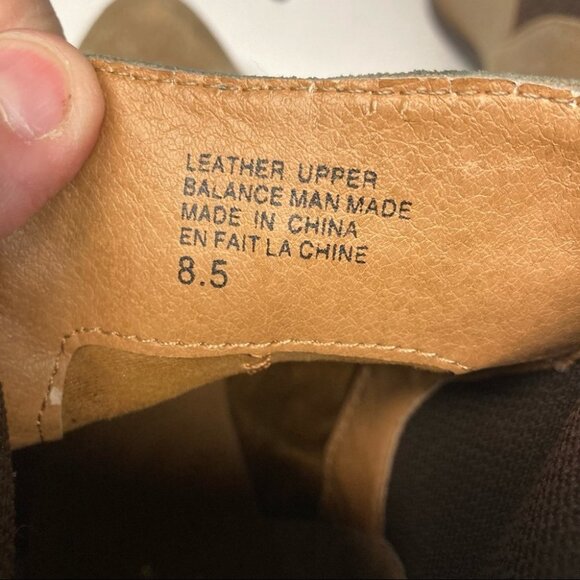 LEATHER UPPER
BALANCE MAN MADE
MADE IN CHINA
EN FAIT LA CHINE
8.5